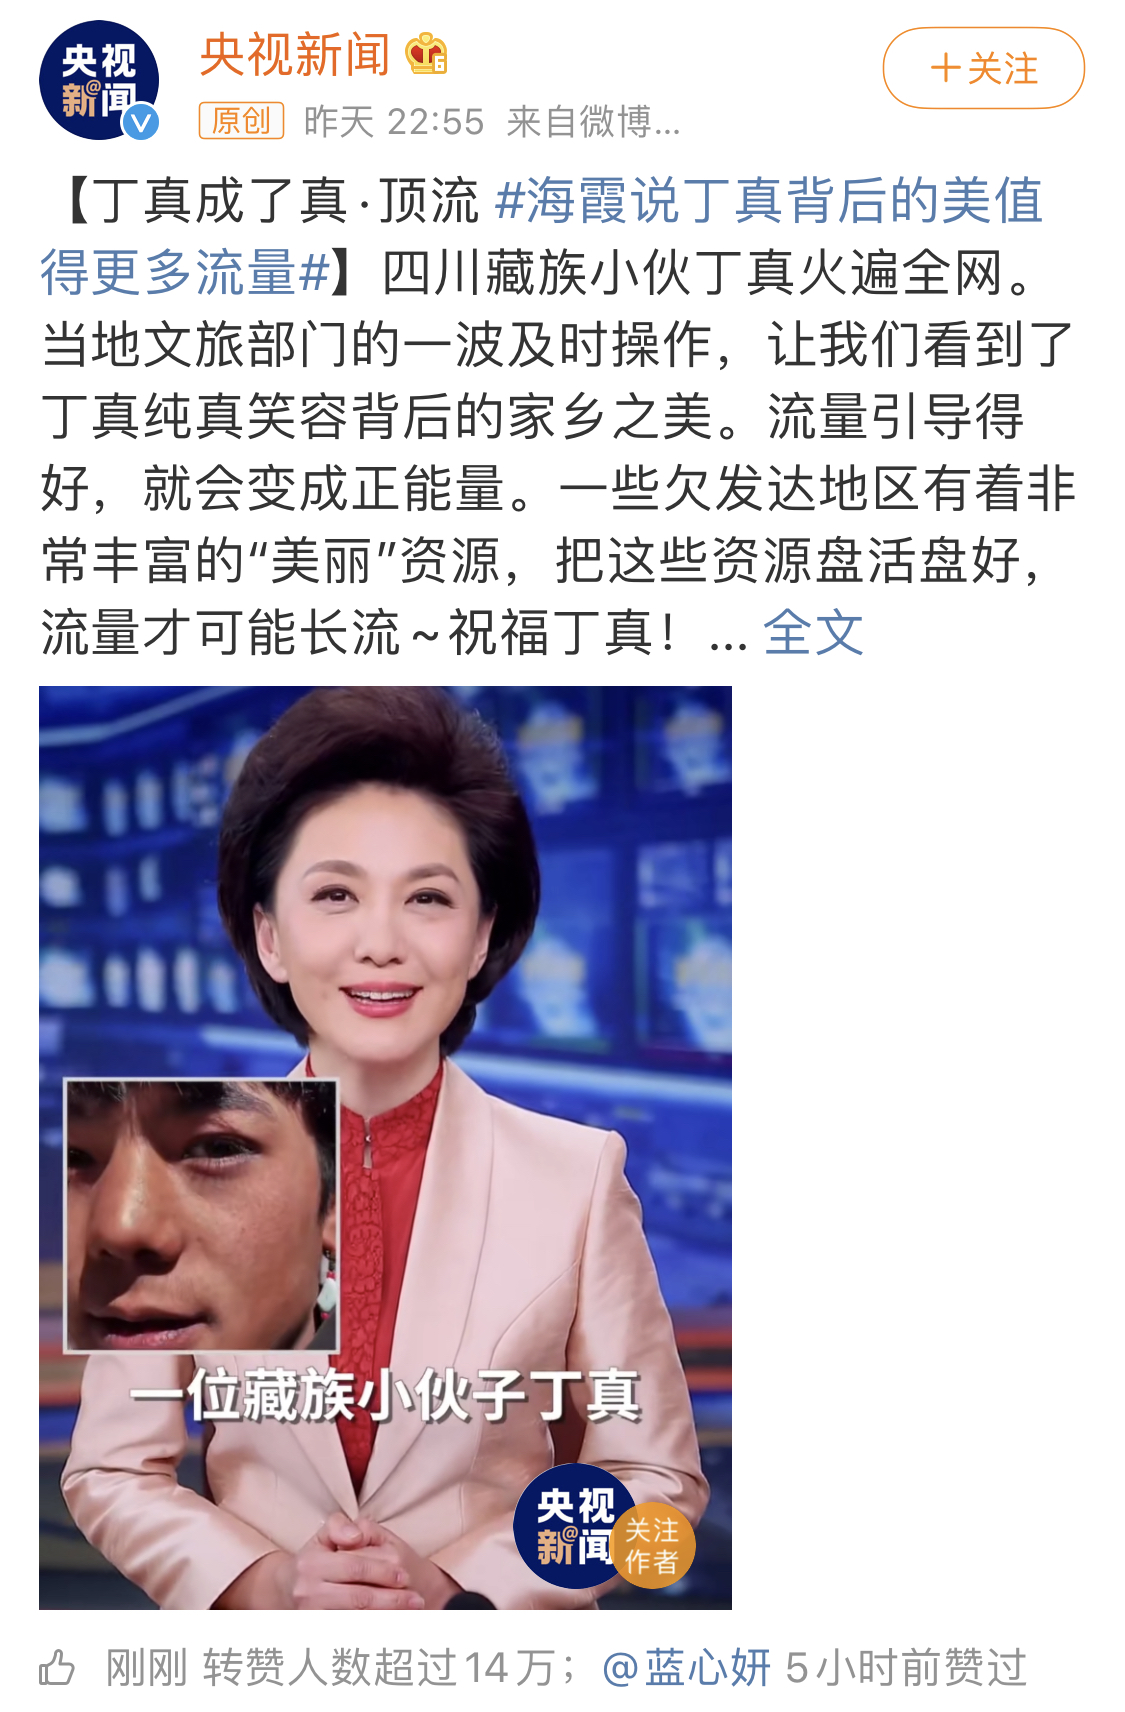 央视
新@闻
央视新闻 6
原创 昨天 22:55 来自微博...
＋关注
【丁真成了真·顶流 #海霞说丁真背后的美值
得更多流量#】四川藏族小伙丁真火遍全网。
当地文旅部门的一波及时操作，让我们看到了
丁真纯真笑容背后的家乡之美。流量引导得
好，就会变成正能量。一些欠发达地区有着非
常丰富的“美丽”资源，把这些资源盘活盘好，
流量才可能长流~祝福丁真！... 全文
一位藏族小伙子丁真
央视
新@闻
关注
作者
刚刚 转赞人数超过14万；@蓝心妍 5小时前赞过